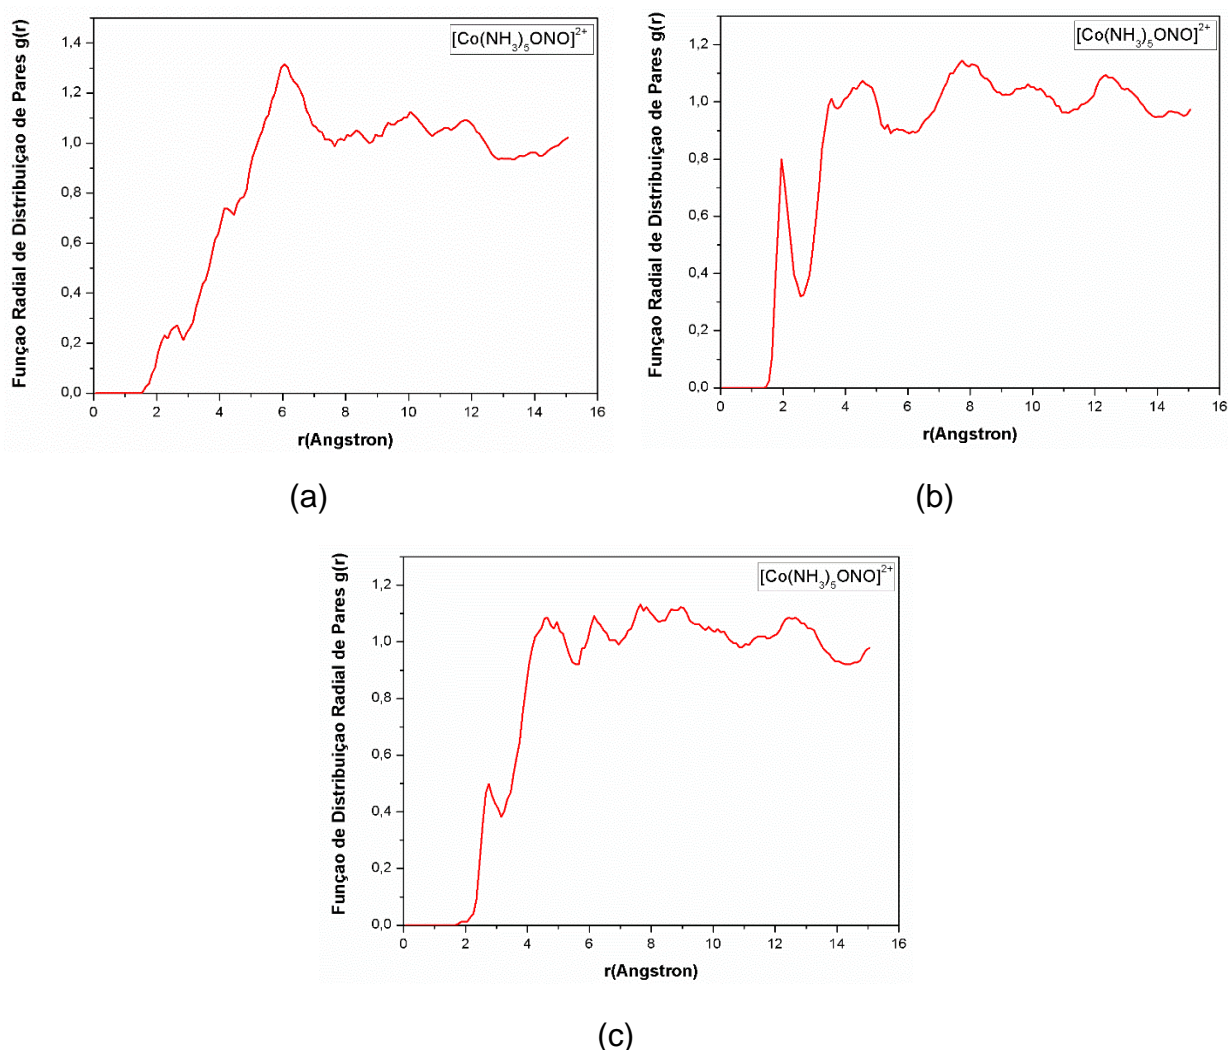 [Co(NH3)5ONO]2+
Funçao Radial de Distribuiçao de Pares g(r)
1,4
1,2
1,0
0,8
0,6
0,4
0,2
0,0
0 2 4 6 8 10 12 14 16
r(Angstron)
(a)
[Co(NH3)5ONO]2+
Funçao Radial de Distribuiçao de Pares g(r)
1,2
1,0
0,8
0,6
0,4
0,2
0,0
0 2 4 6 8 10 12 14 16
r(Angstron)
(b)
[Co(NH3)5ONO]2+
Funçao de Distribuiçao Radial de Pares g(r)
1,2
1,0
0,8
0,6
0,4
0,2
0,0
0 2 4 6 8 10 12 14 16
r(Angstron)
(c)